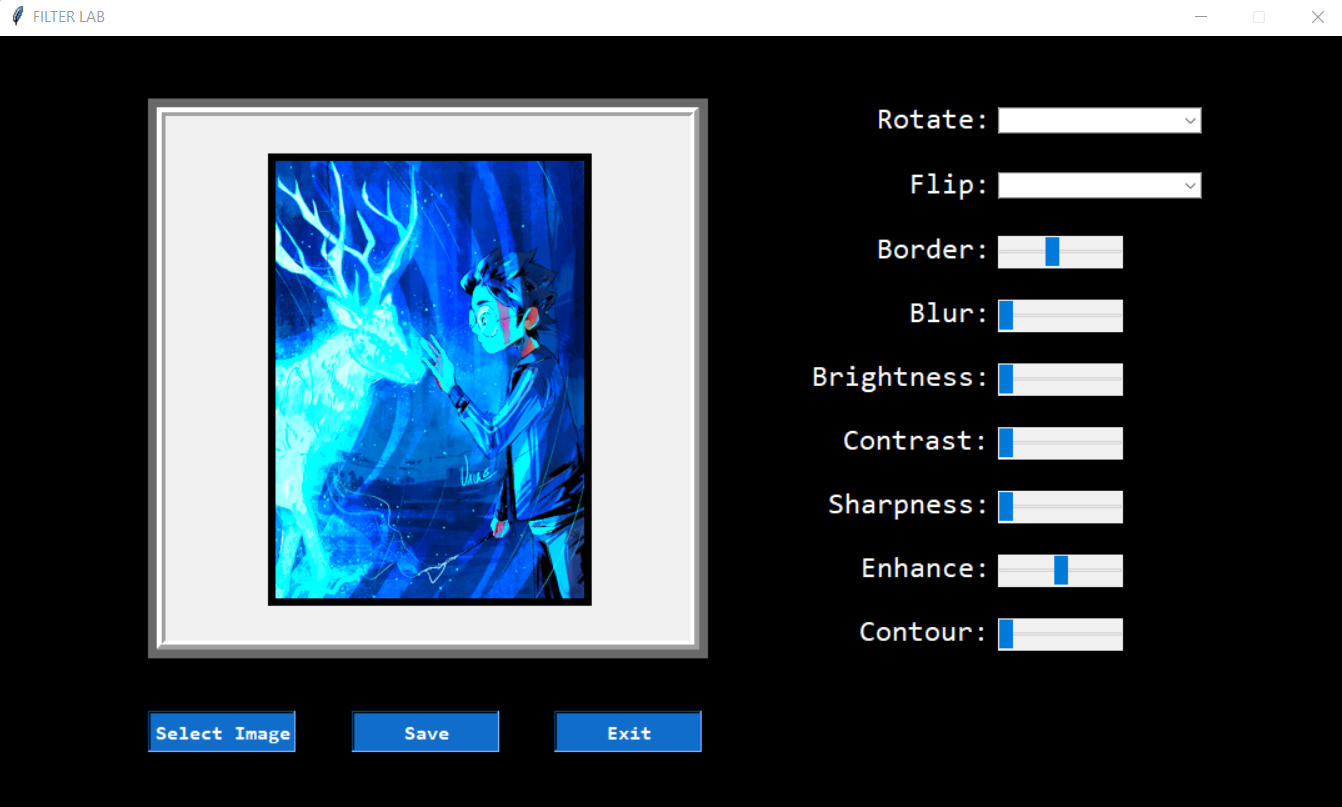 FILTER LAB
Rotate:
Flip:
Border:
Blur:
Brightness:
Contrast:
Sharpness:
Enhance:
Contour:
Select Image
Save
Exit